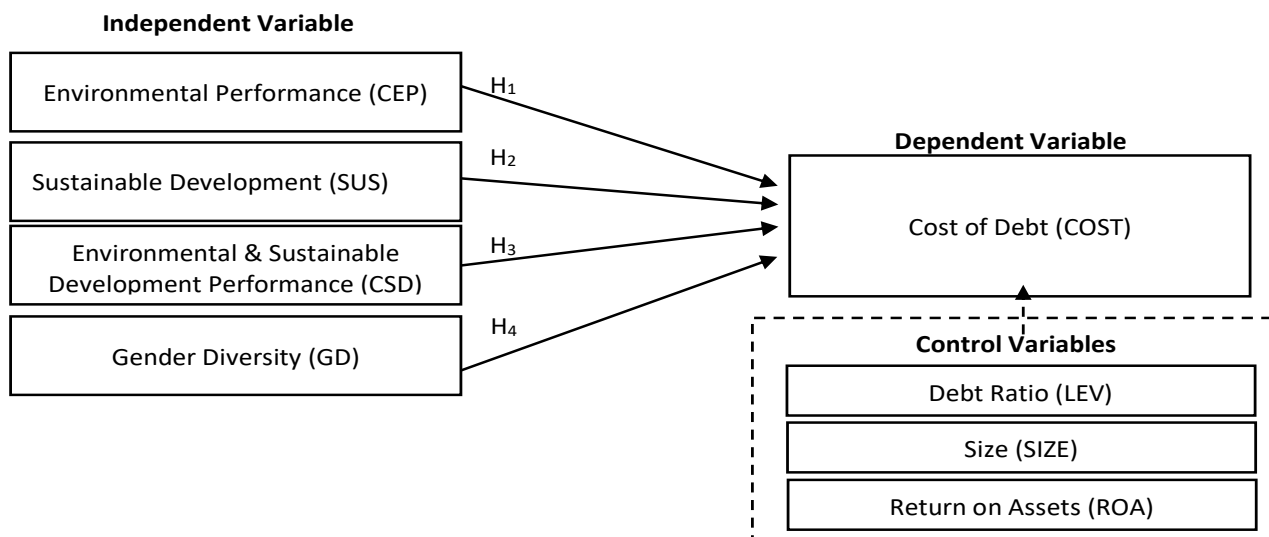 Independent Variable
Environmental Performance (CEP)
Sustainable Development (SUS)
Environmental & Sustainable
Development Performance (CSD)
Gender Diversity (GD)
H1
H2
H3
H4
Dependent Variable
Cost of Debt (COST)
Control Variables
Debt Ratio (LEV)
Size (SIZE)
Return on Assets (ROA)